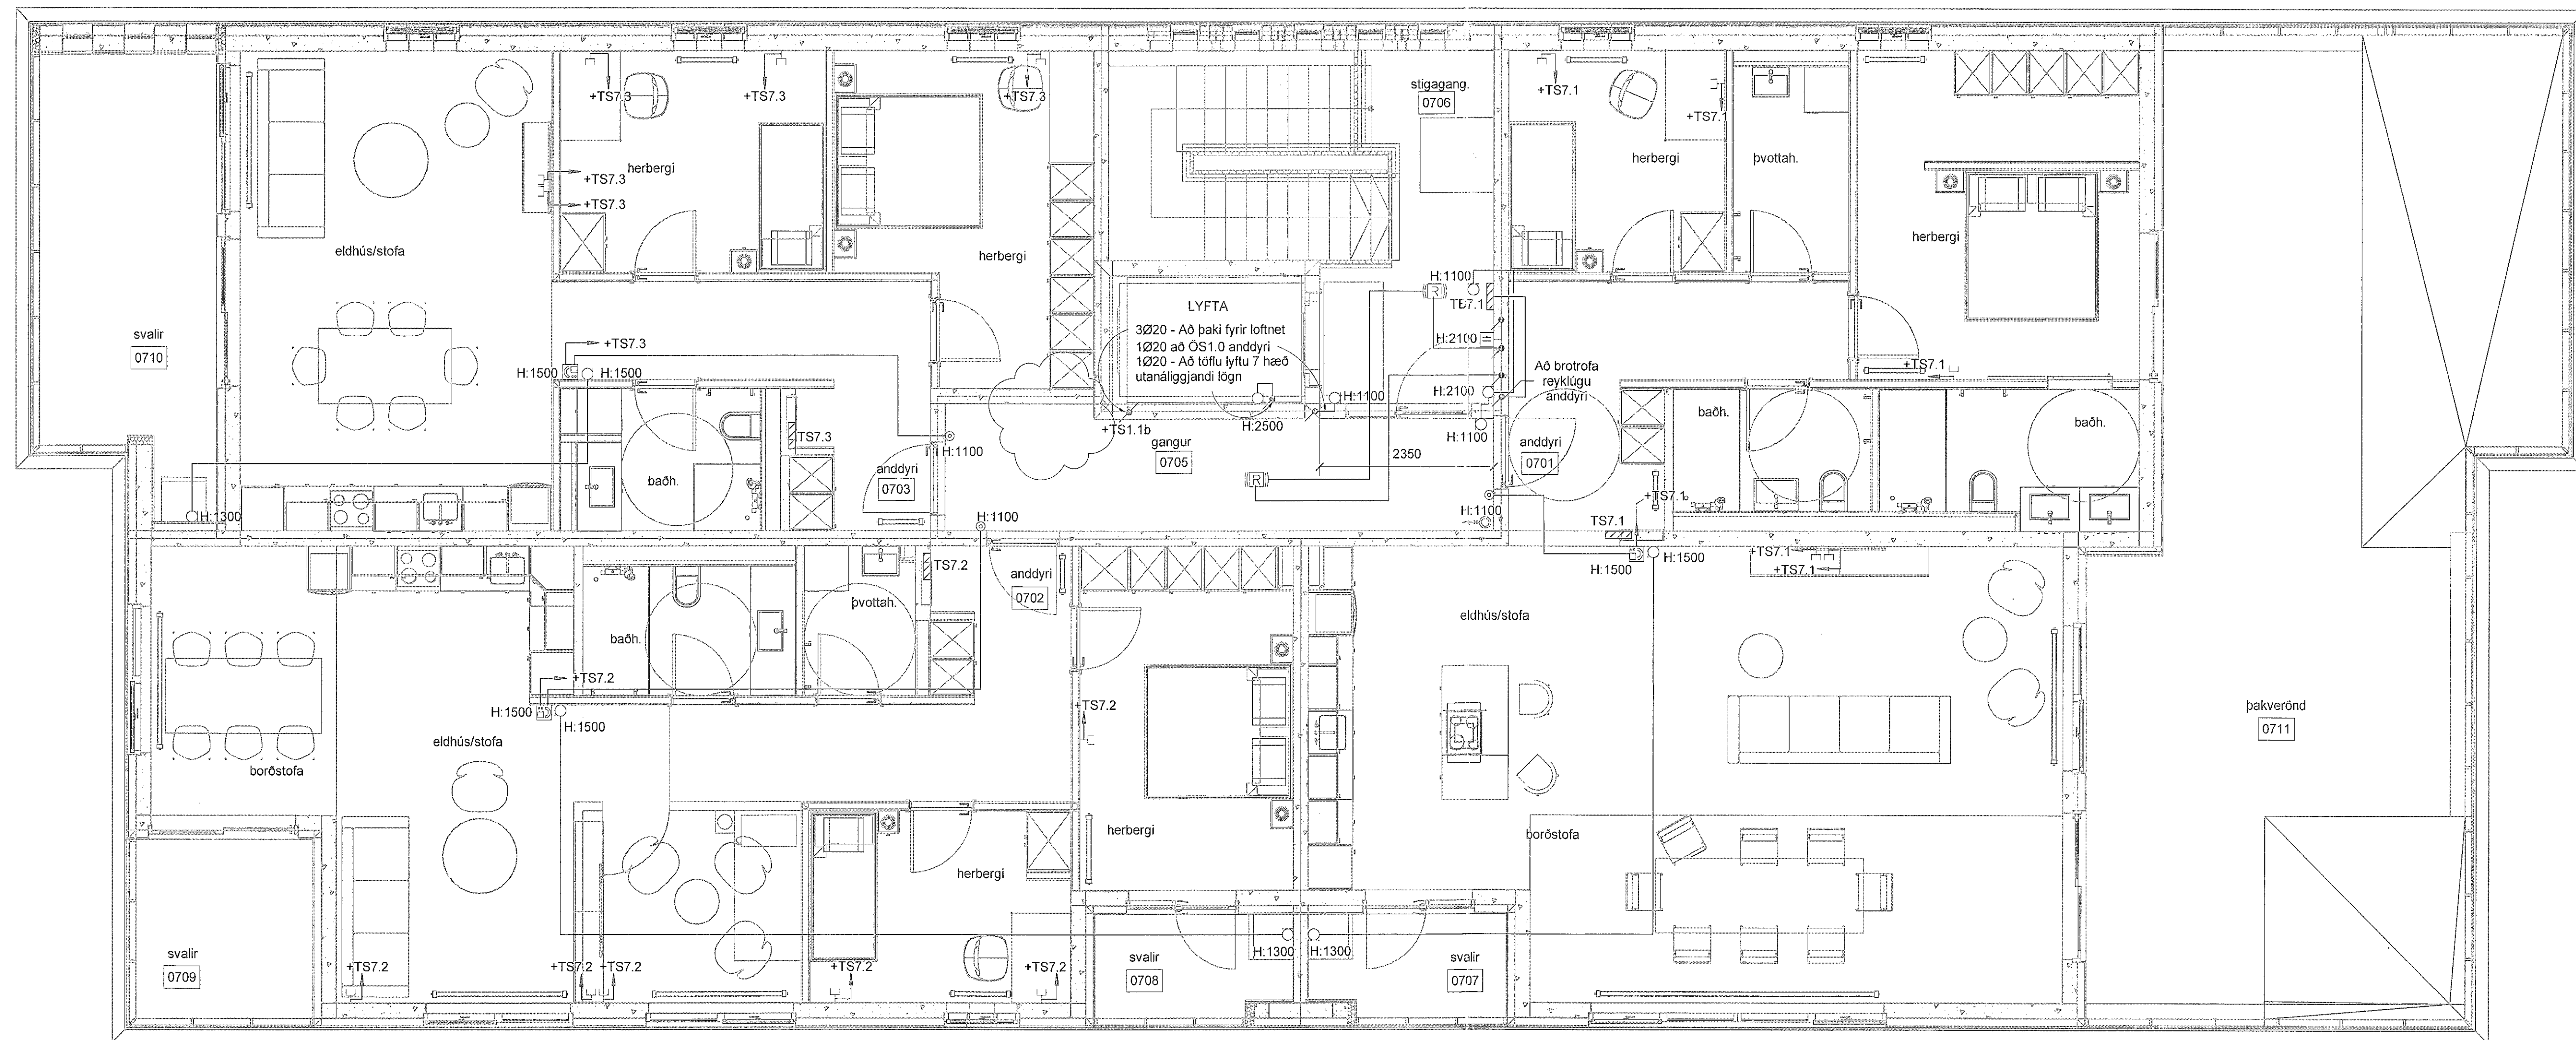 +TS7.3
+TS7.3
+TS7.3
stigagang.
0706
+TS7.1
+TS7.1
herbergi
+TS7.3
+TS7.3
herbergi
þvottah.
eldhús/stofa
herbergi
herbergi
svalir
0710
LYFTA
3Ø20 - Að þaki fyrir loftnet
1Ø20 að ÖS1.0 anddyri
1Ø20 - Að töflu lyftu 7 hæð
utanáliggjandi lögn
H:1100
TB7.1
H:2100
H:2100
H:1100
H:1100
H:2500
+TS1.1b
Að brotrofa
reyklúgu
anddyri
+TS7.1
+TS7.3
H:1500
H:1500
baðh.
baðh.
TS7.3
H:1100
gangur
0705
2350
anddyri
0701
anddyri
0703
baðh.
H:1300
H:1100
R
R
H:1100
+TS7.1
TS7.1
H:1500
H:1500
+TS7.1
+TS7.1
TS7.2
anddyri
0702
þvottah.
baðh.
eldhús/stofa
+TS7.2
H:1500
H:1500
+TS7.2
þakverönd
0711
eldhús/stofa
borðstofa
herbergi
borðstofa
herbergi
svalir
0709
+TS7.2
+TS7.2
+TS7.2
+TS7.2
+TS7.2
svalir
0708
H:1300
H:1300
svalir
0707